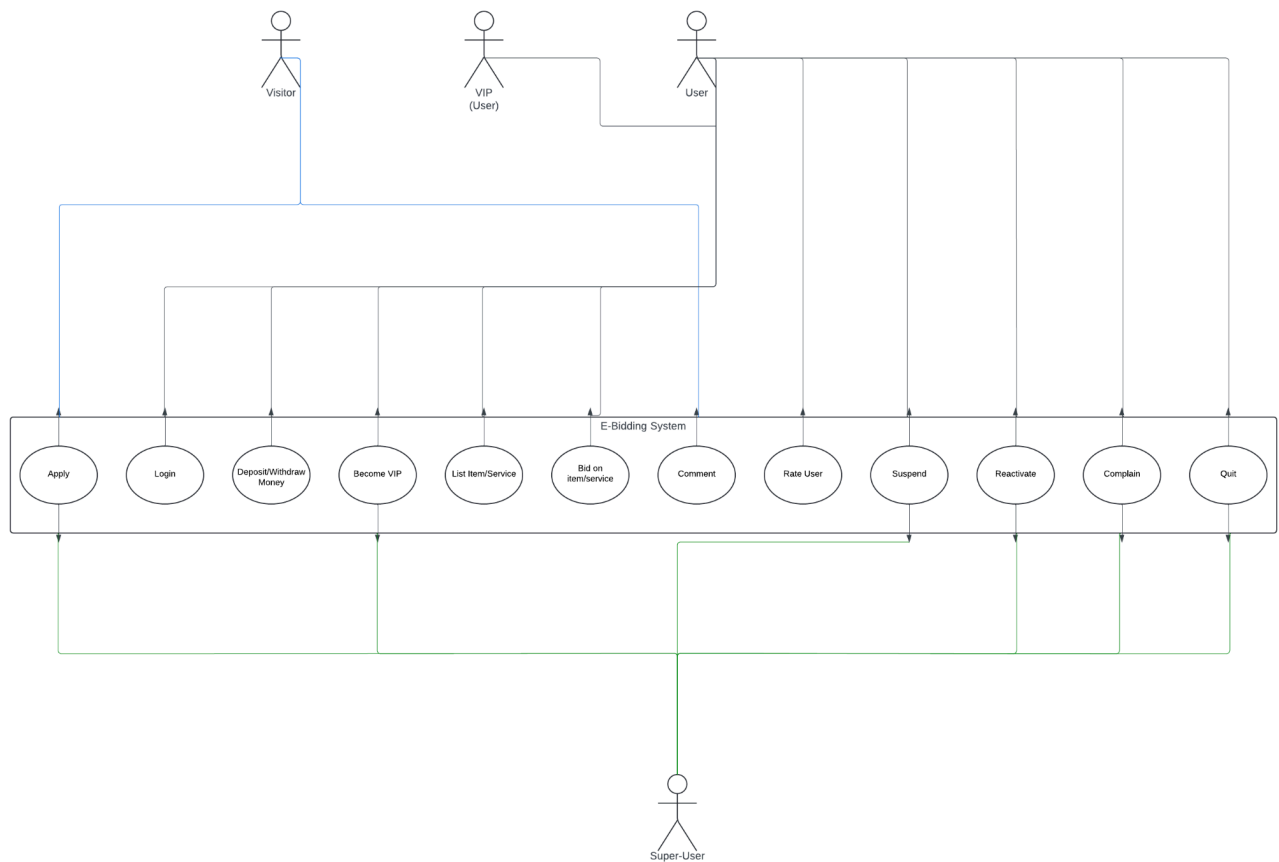 Visitor
VIP
(User)
User
E-Bidding System
Apply
Login
Deposit/Withdraw
Money
Become VIP
List Item/Service
Bid on
item/service
Comment
Rate User
Suspend
Reactivate
Complain
Quit
Super-User